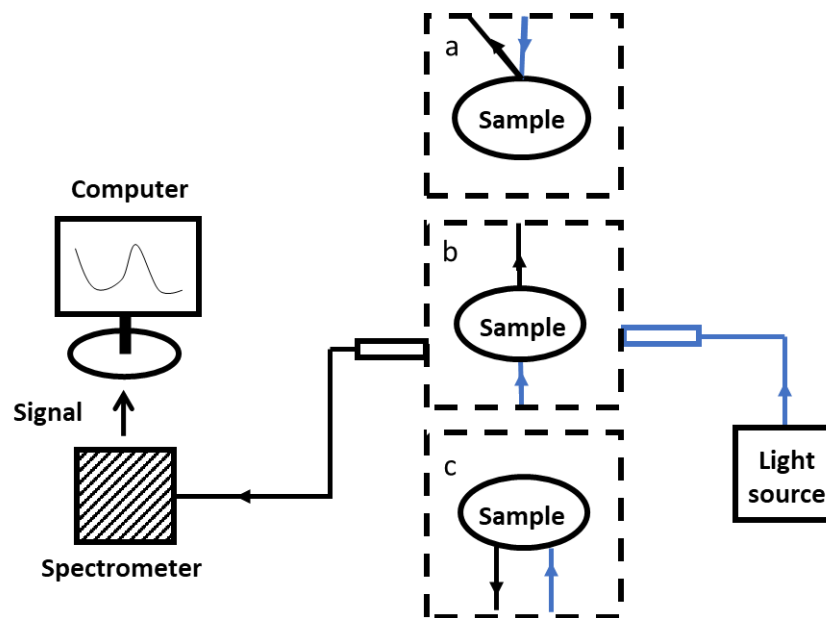 a
Sample
Computer
b
Sample
Signal
c
Sample
Light
source
Spectrometer